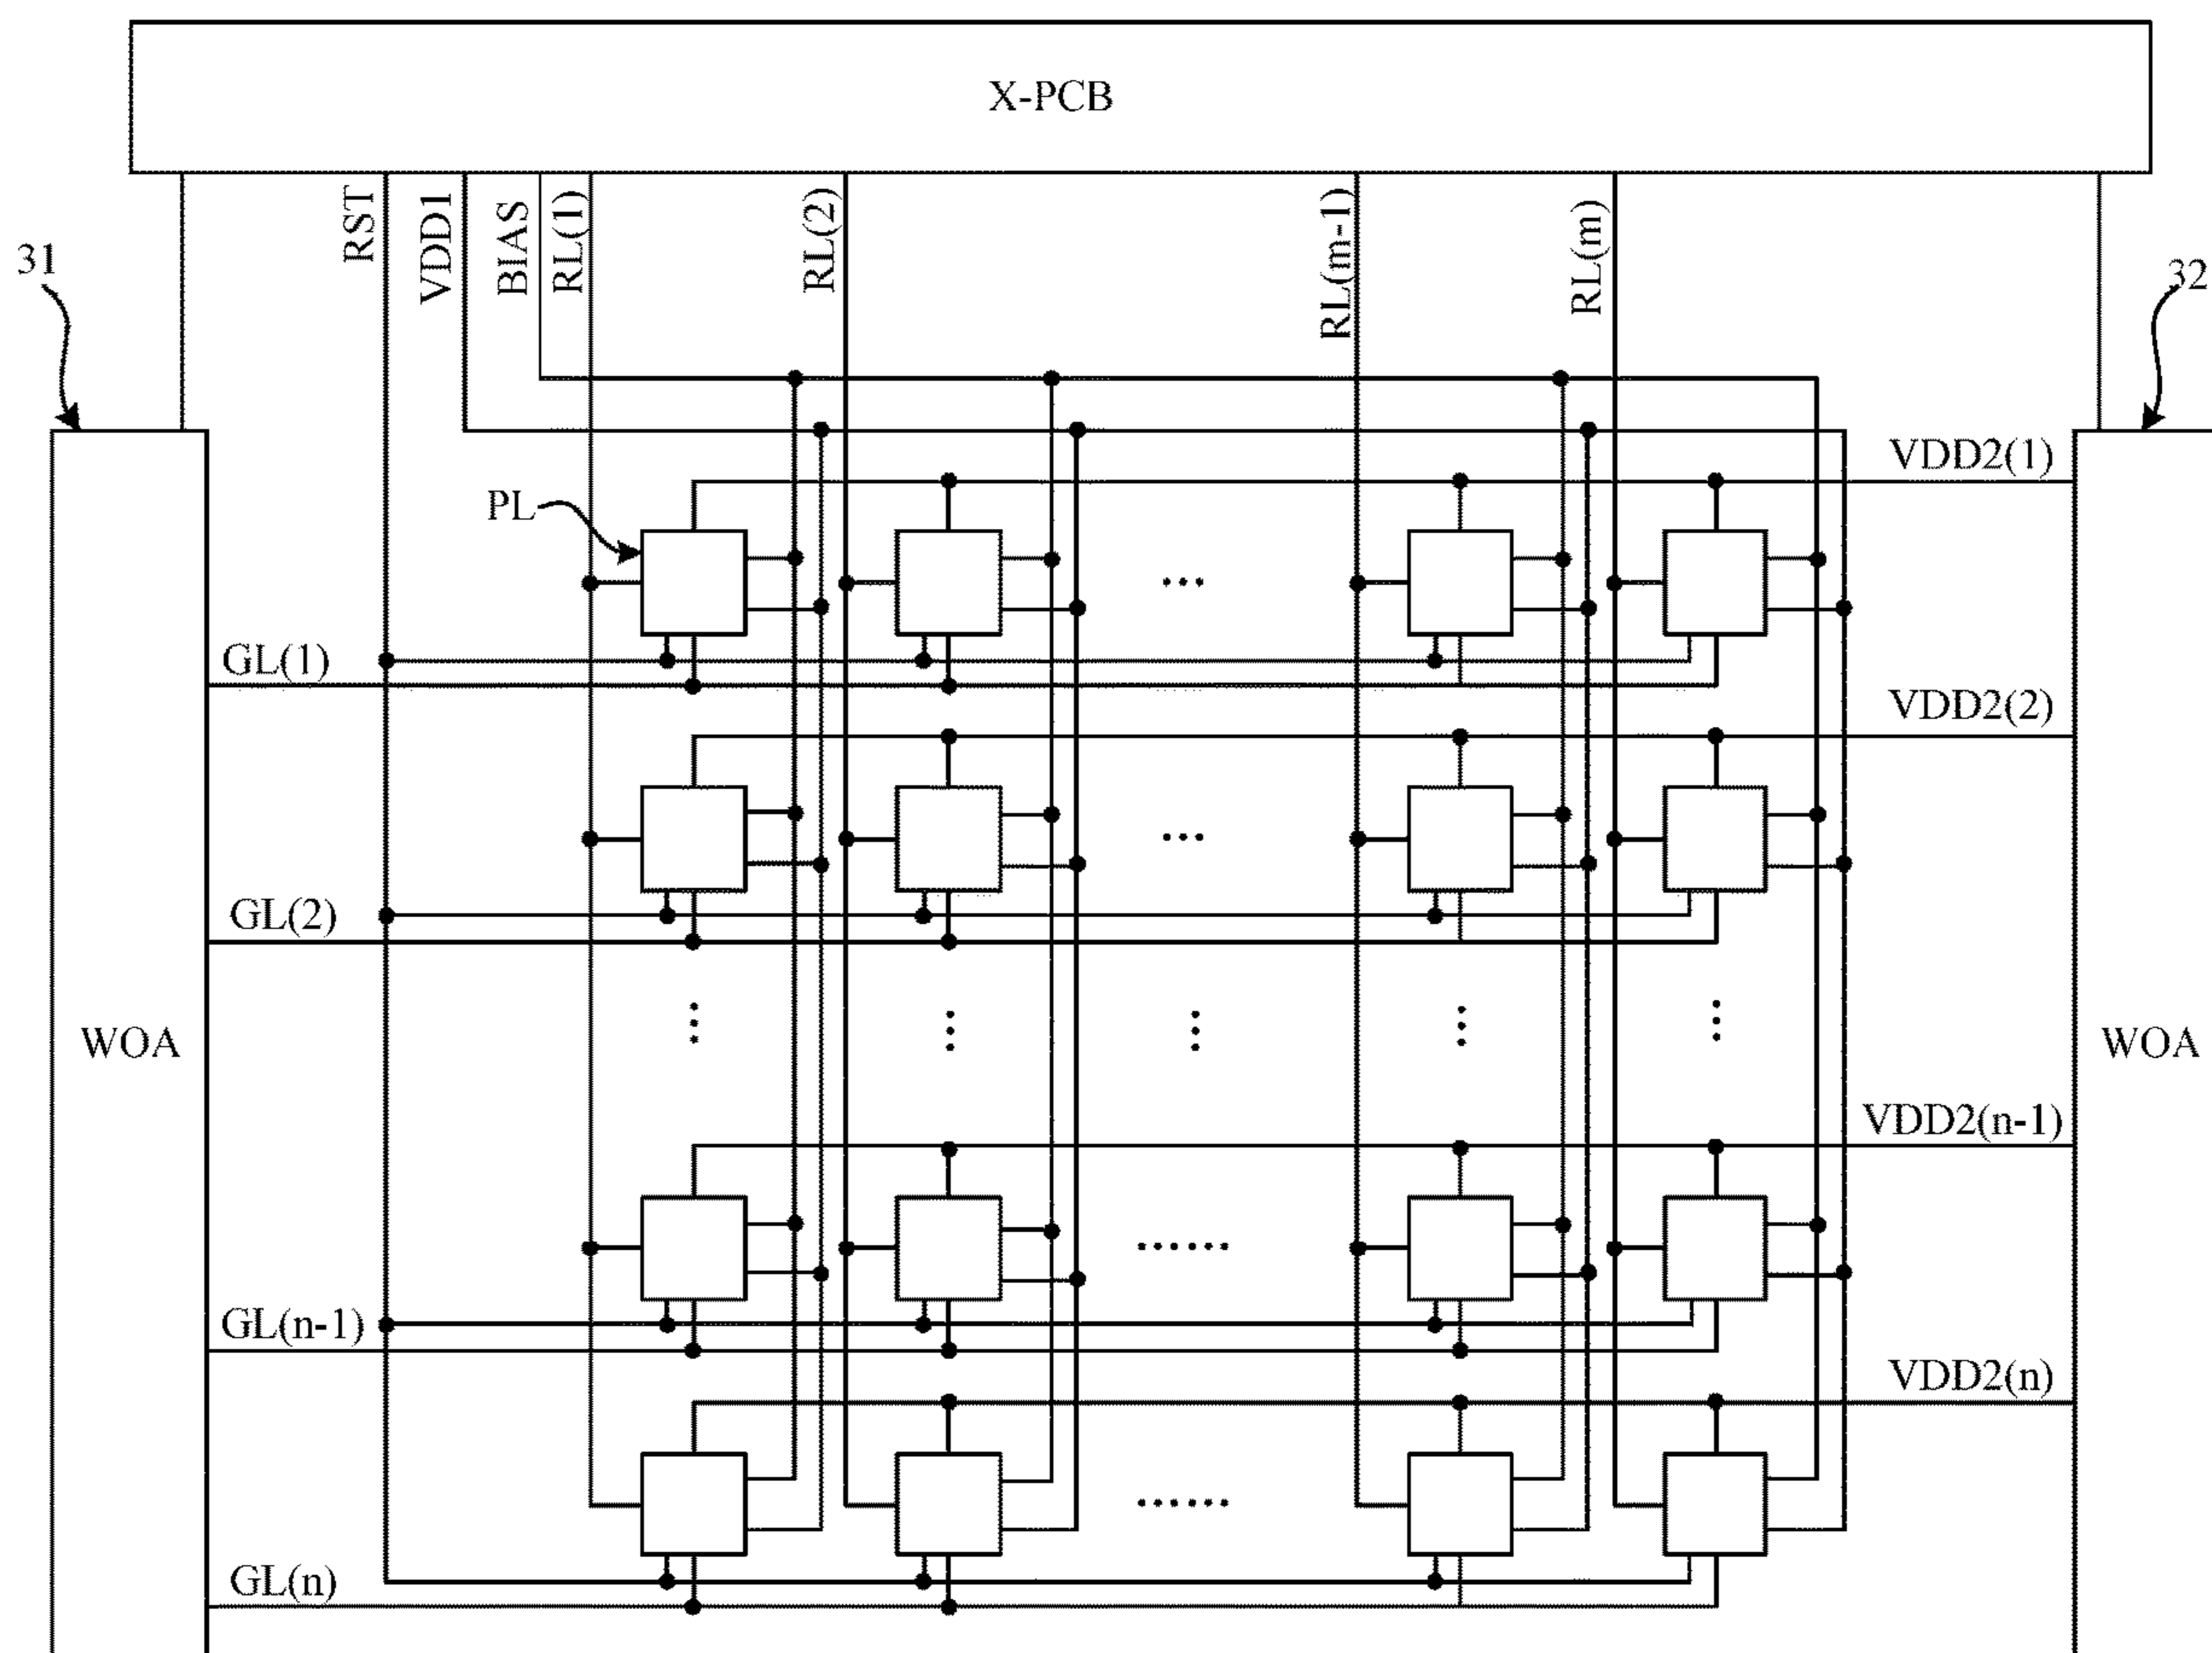 X-PCB
RST
VDD1
BIAS
RL(1)
RL(2)
RL(m-1)
RL(m)
31
32
VDD2(1)
PL
GL(1)
VDD2(2)
GL(2)
WOA
WOA
VDD2(n-1)
GL(n-1)
VDD2(n)
GL(n)